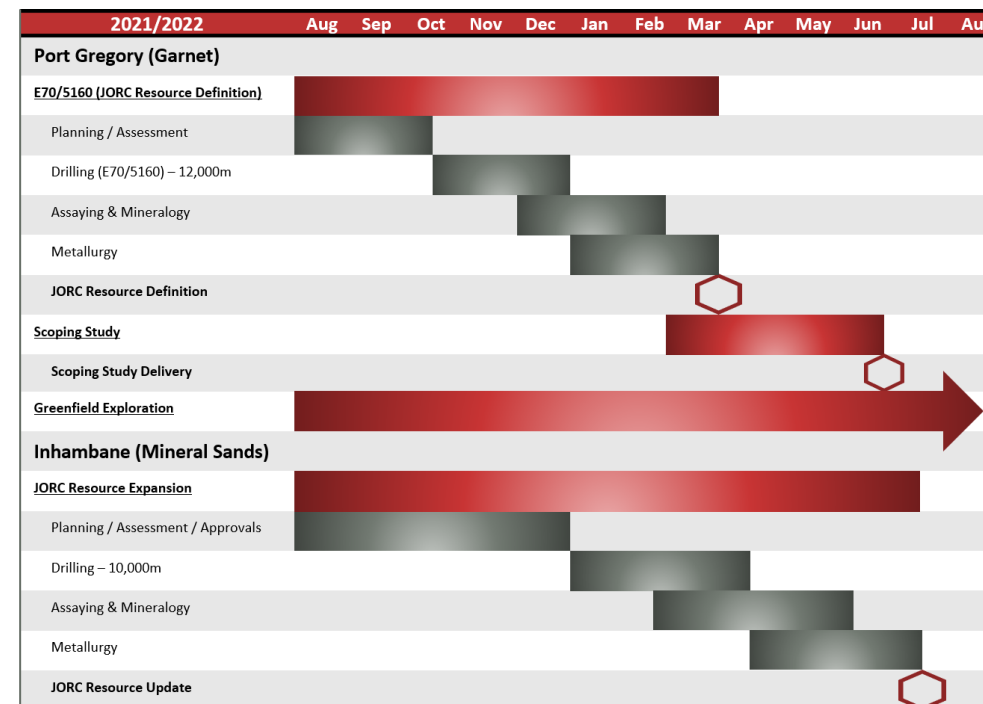 2021/2022 Aug Sep Oct Nov Dec Jan Feb Mar Apr May Jun Jul Au
Port Gregory (Garnet)
E70/5160 (JORC Resource Definition)
Planning / Assessment
Drilling (E70/5160) – 12,000m
Assaying & Mineralogy
Metallurgy
JORC Resource Definition
Scoping Study
Scoping Study Delivery
Greenfield Exploration
Inhambane (Mineral Sands)
JORC Resource Expansion
Planning / Assessment / Approvals
Drilling – 10,000m
Assaying & Mineralogy
Metallurgy
JORC Resource Update